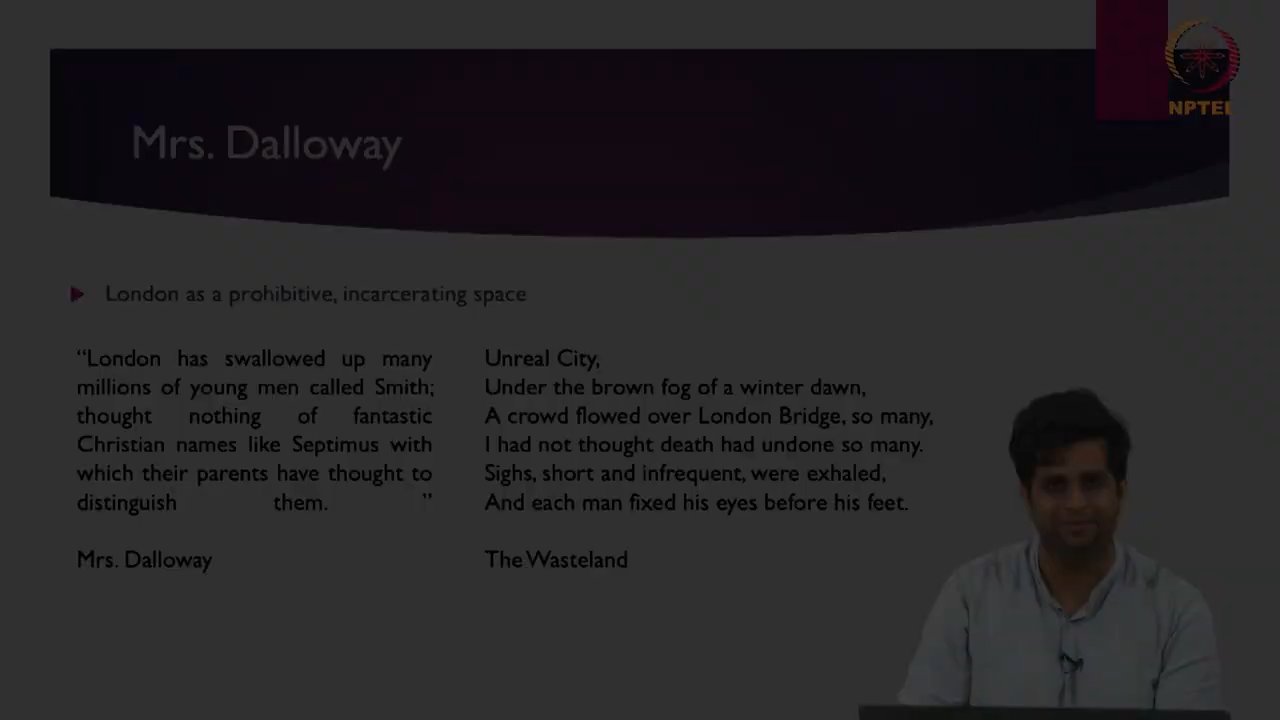 NPTEL
Mrs. Dalloway
London as a prohibitive, incarcerating space
“London has swallowed up many
millions of young men called Smith;
thought nothing of fantastic
Christian names like Septimus with
which their parents have thought to
distinguish them. ”
Mrs. Dalloway
Unreal City,
Under the brown fog of a winter dawn,
A crowd flowed over London Bridge, so many,
I had not thought death had undone so many.
Sighs, short and infrequent, were exhaled,
And each man fixed his eyes before his feet.
The Wasteland